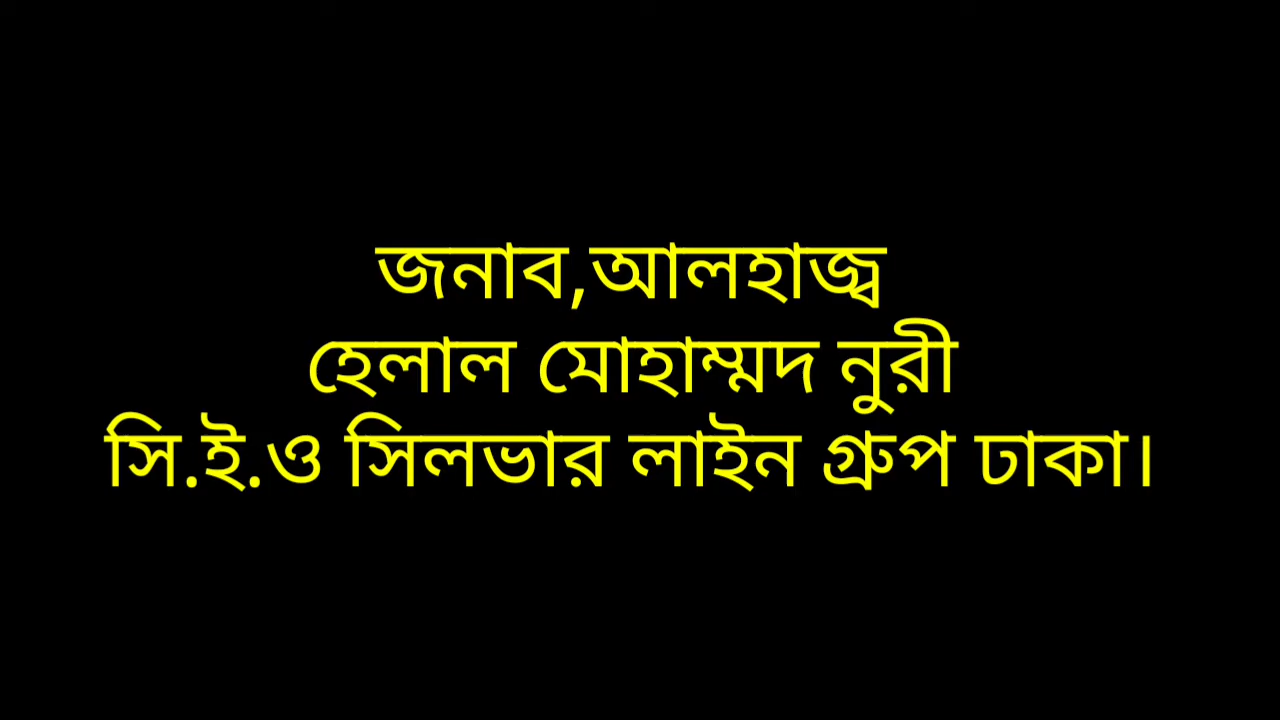 জনাব,আলহাজ্ব
হেলাল মোহাম্মদ নুরী
সি.ই.ও সিলভার লাইন গ্রুপ ঢাকা।